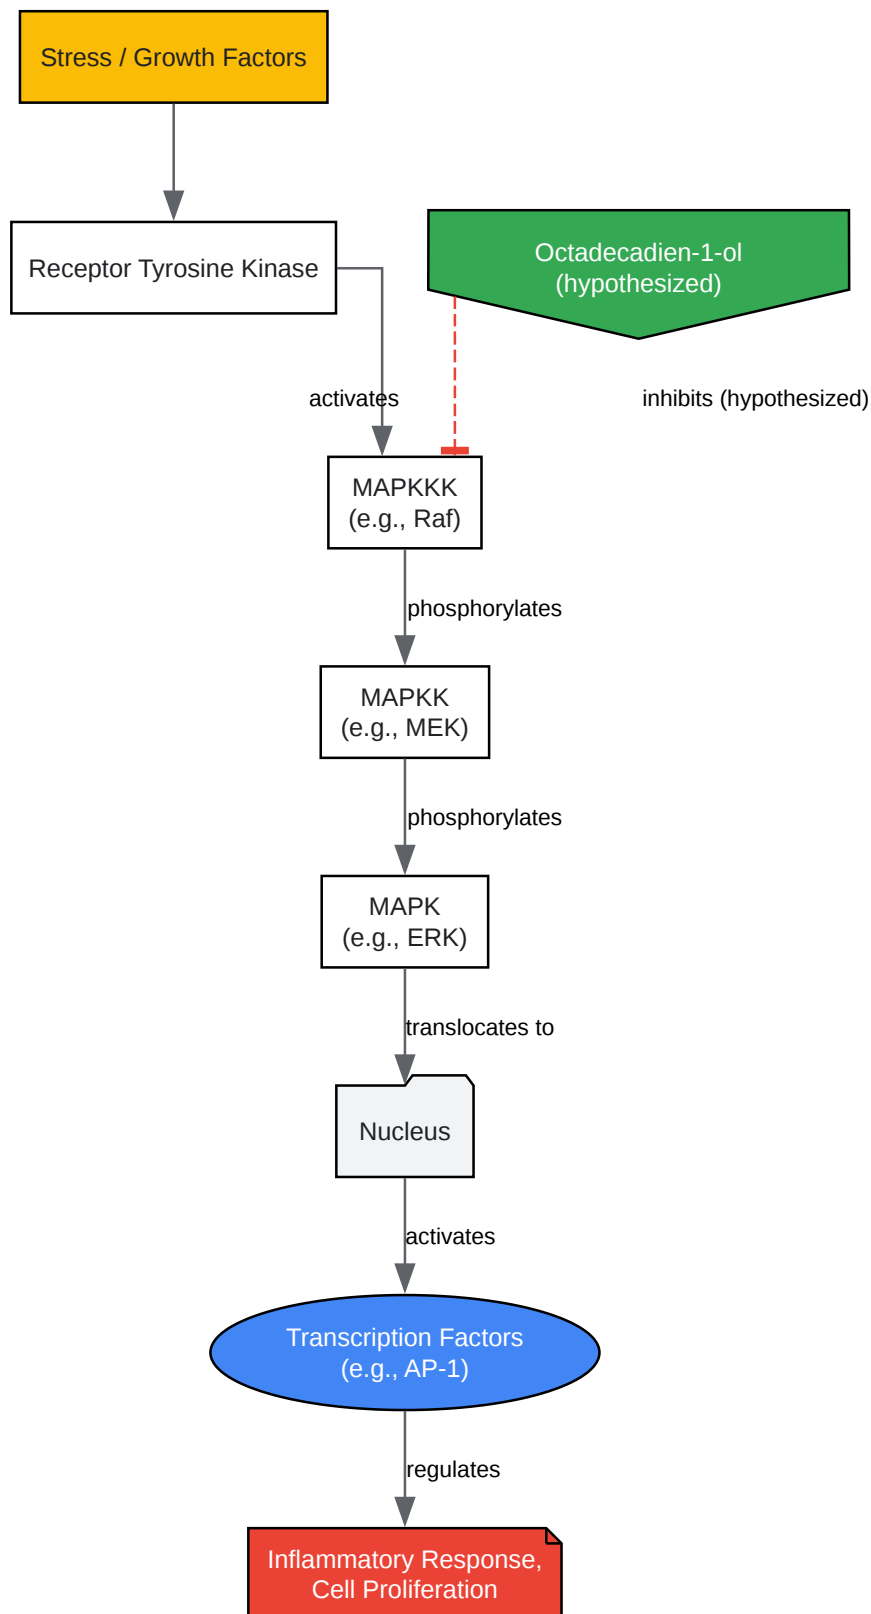 Stress / Growth Factors
Receptor Tyrosine Kinase
Octadecadien-1-ol
(hypothesized)
activates
inhibits (hypothesized)
MAPKKK
(e.g., Raf)
phosphorylates
MAPKK
(e.g., MEK)
phosphorylates
MAPK
(e.g., ERK)
translocates to
Nucleus
activates
Transcription Factors
(e.g., AP-1)
regulates
Inflammatory Response,
Cell Proliferation